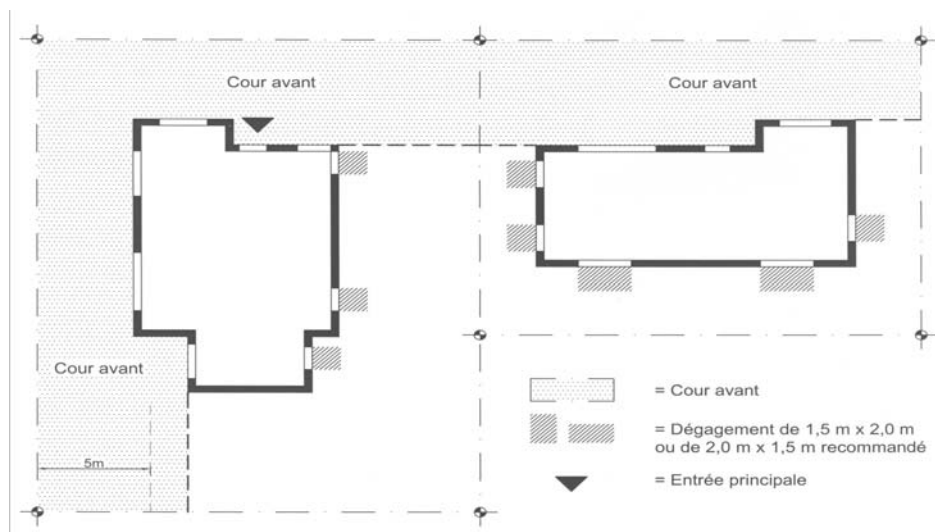 Cour avant
Cour avant
Cour avant
5m
= Cour avant
= Dégagement de 1,5 m x 2,0 m
ou de 2,0 m x 1,5 m recommandé
= Entrée principale